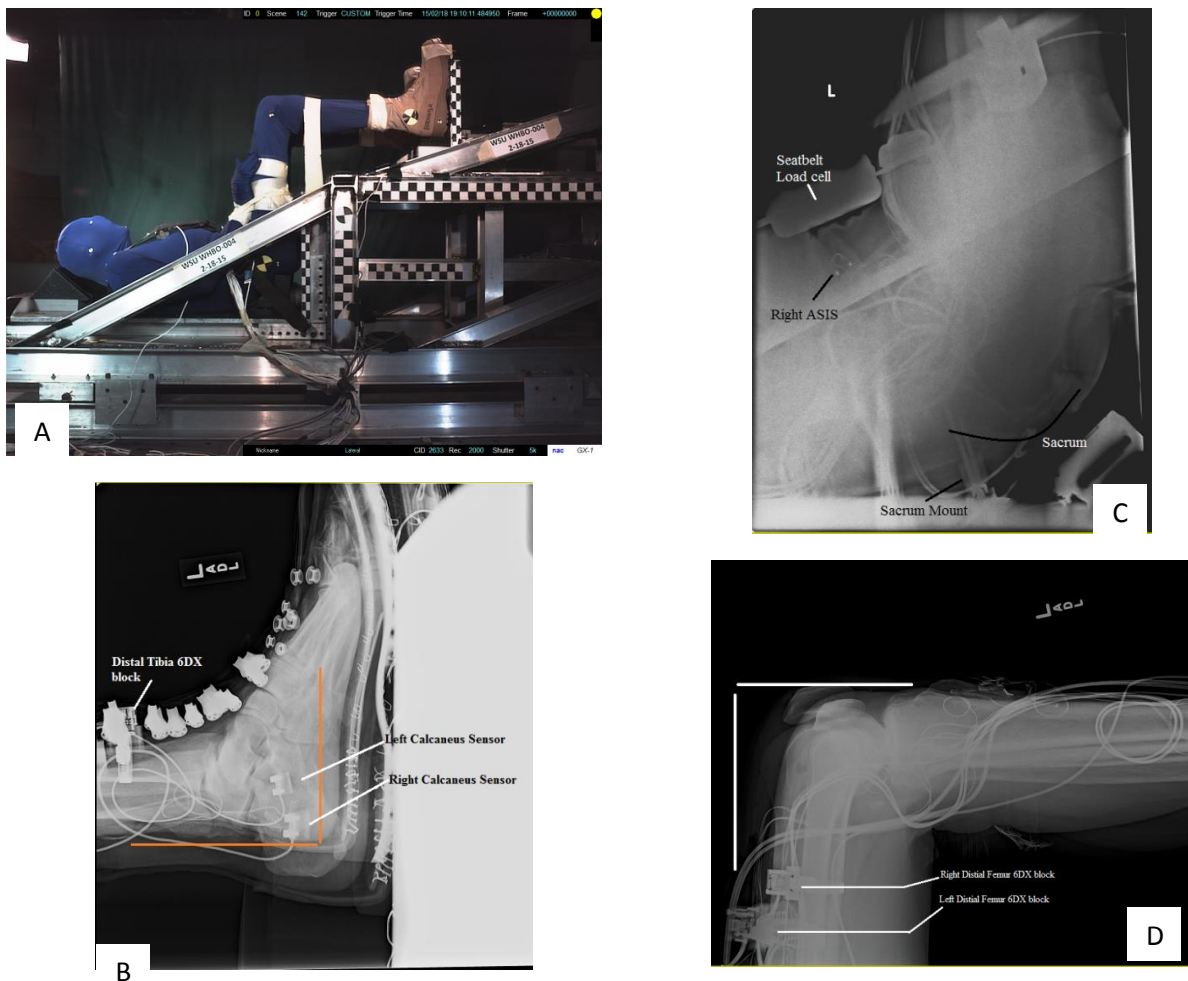 ID 0 Scene 142 Trigger CUSTOM Trigger Time 15/02/18 19:10:11.484950 Frame +00000000
WSU WHBO-004
2-18-15
WSU WHBO-004
2-18-15
Nickname Lateral CID 2633 Rec 2000 Shutter 5k nac GX-1
A
L
Seatbelt
Load cell
Right ASIS
Sacrum
Sacrum Mount
C
LADL
Distal Tibia 6DX
block
Left Calcaneus Sensor
Right Calcaneus Sensor
B
LADL
Right Distial Femur 6DX block
Left Distial Femur 6DX block
D